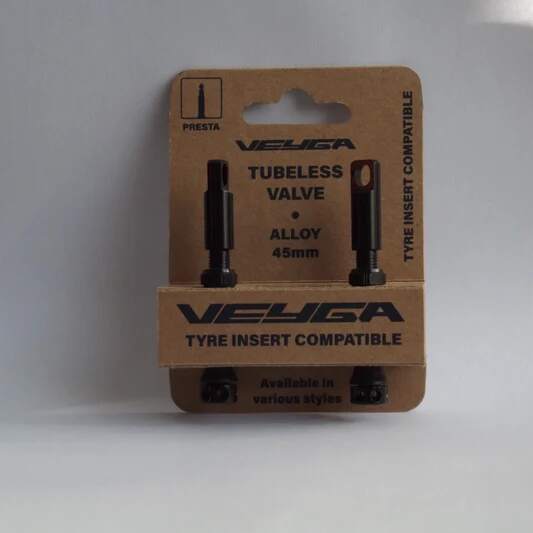 PRESTA
VEYGA
TUBELESS
VALVE
•
ALLOY
45mm
TYRE INSERT COMPATIBLE
VEYGA
TYRE INSERT COMPATIBLE
Available in
various styles